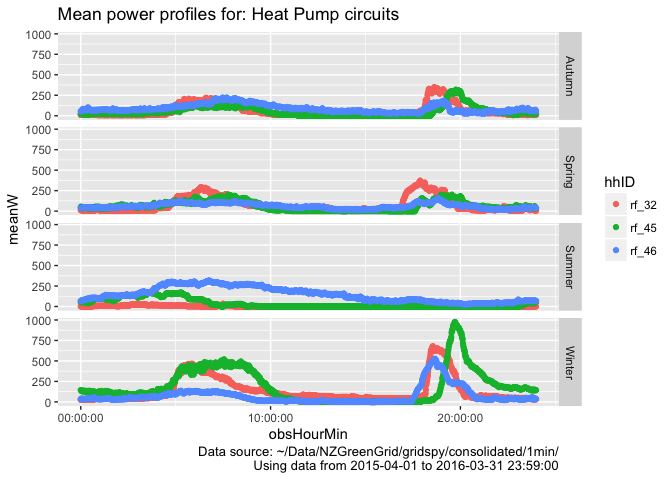 Mean power profiles for: Heat Pump circuits
1000
750
500
250
0
Autumn
1000
750
500
250
0
Spring
1000
750
500
250
0
Summer
1000
750
500
250
0
Winter
meanW
00:00:00 10:00:00 20:00:00
obsHourMin
hhID
rf_32
rf_45
rf_46
Data source: ~/Data/NZGreenGrid/gridspy/consolidated/1min/
Using data from 2015-04-01 to 2016-03-31 23:59:00